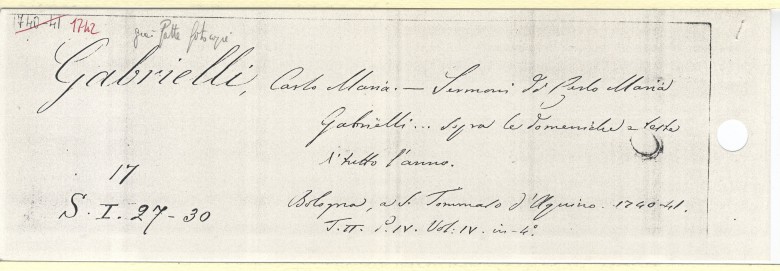 1740-41 1742
già fatta fotocopie
Gabrielli, Carlo Maria. — Sermoni di Carlo Maria
Gabrielli... sopra le domeniche e feste
di tutto l'anno.
17
S. I. 27-30
Bologna, a S. Tommaso d'Aquino. 1740-41.
T. II. P. IV. Vol: IV. in-4°